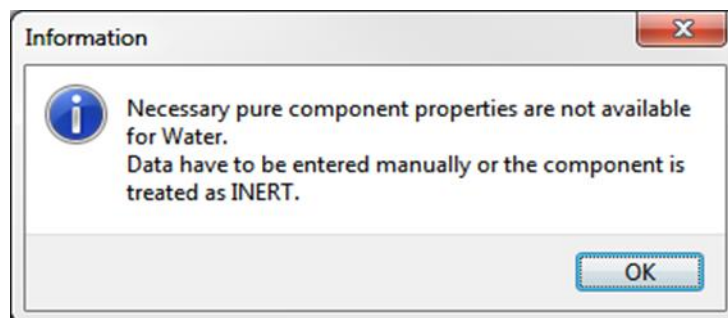 Information
Necessary pure component properties are not available
for Water.
Data have to be entered manually or the component is
treated as INERT.
OK